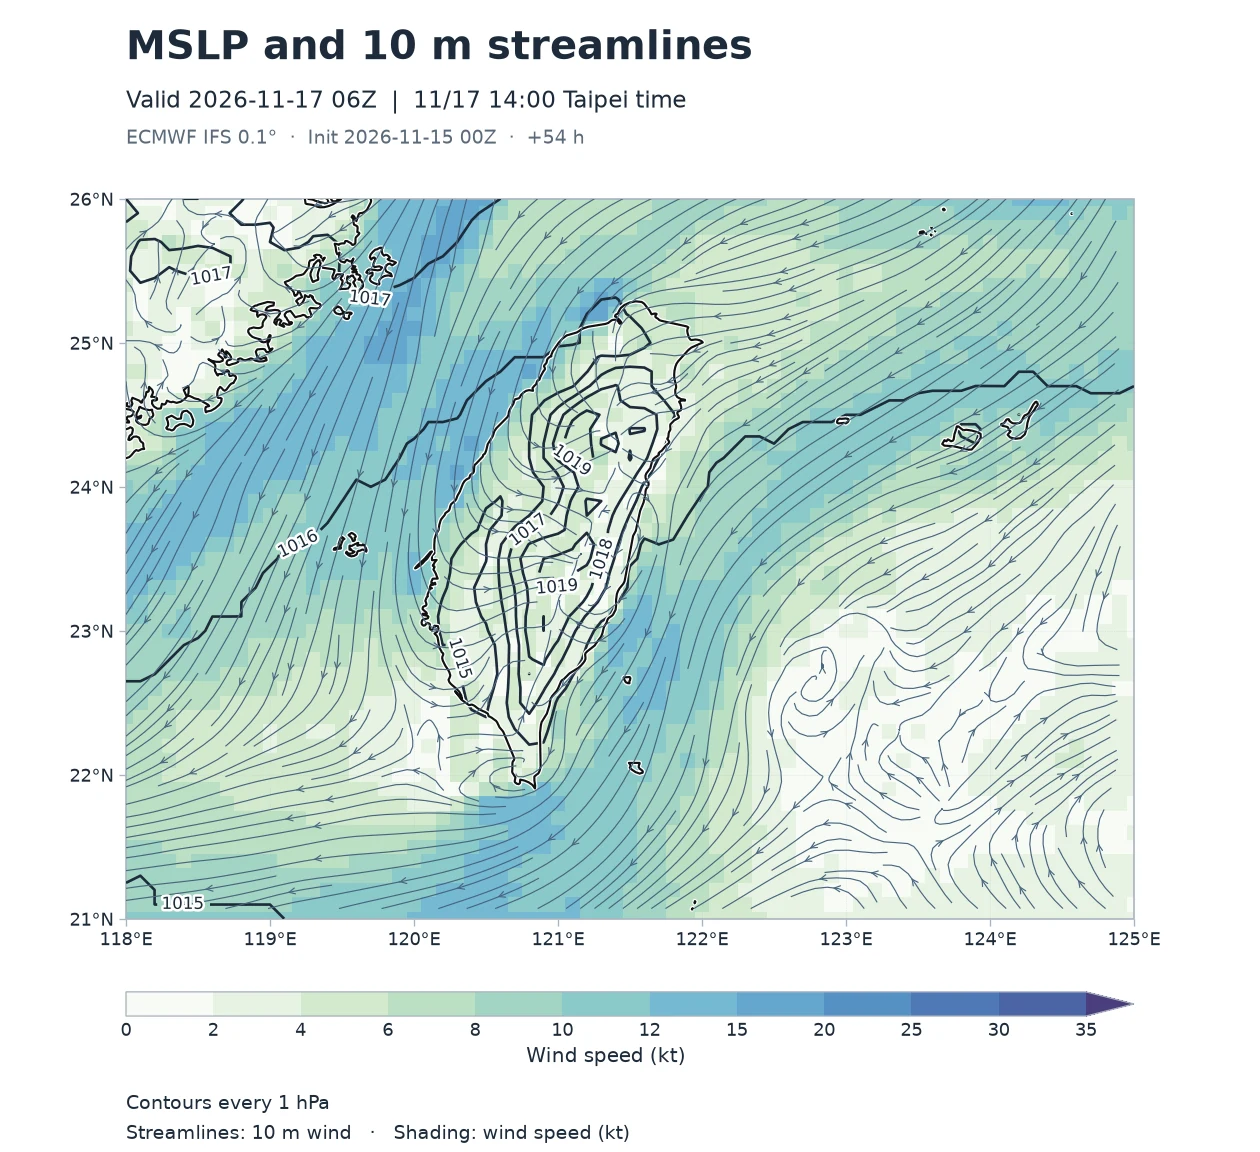 MSLP and 10 m streamlines
Valid 2026-11-17 06Z | 11/17 14:00 Taipei time
ECMWF IFS 0.1° · Init 2026-11-15 00Z · +54 h
26°N
25°N
24°N
23°N
22°N
21°N
1017
1017
1019
1016
1017
1018
1019
1015
1015
118°E 119°E 120°E 121°E 122°E 123°E 124°E 125°E
0 2 4 6 8 10 12 15 20 25 30 35
Wind speed (kt)
Contours every 1 hPa
Streamlines: 10 m wind · Shading: wind speed (kt)